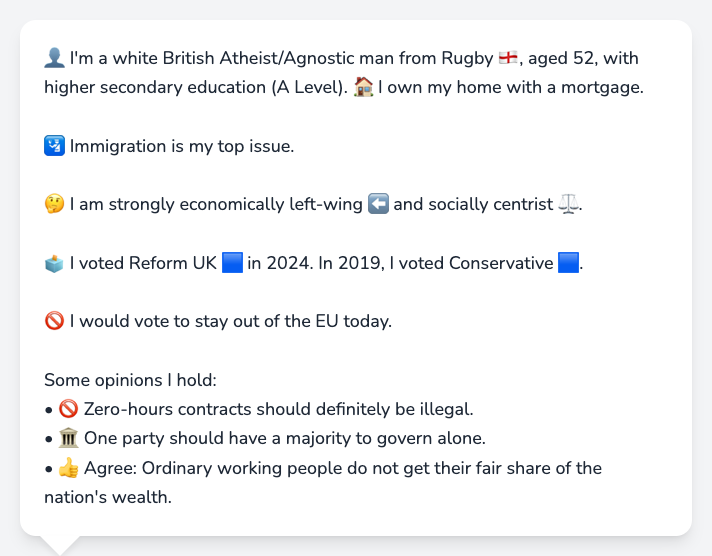 👤 I'm a white British Atheist/Agnostic man from Rugby 🏴󠁧󠁢󠁥󠁮󠁧󠁿, aged 52, with
higher secondary education (A Level). 🏠 I own my home with a mortgage.
🛂 Immigration is my top issue.
🤔 I am strongly economically left-wing ⬅️ and socially centrist ⚖️.
🗳️ I voted Reform UK 🟦 in 2024. In 2019, I voted Conservative 🟦.
🚫 I would vote to stay out of the EU today.
Some opinions I hold:
• 🚫 Zero-hours contracts should definitely be illegal.
• 🏛️ One party should have a majority to govern alone.
• 👍 Agree: Ordinary working people do not get their fair share of the
nation's wealth.